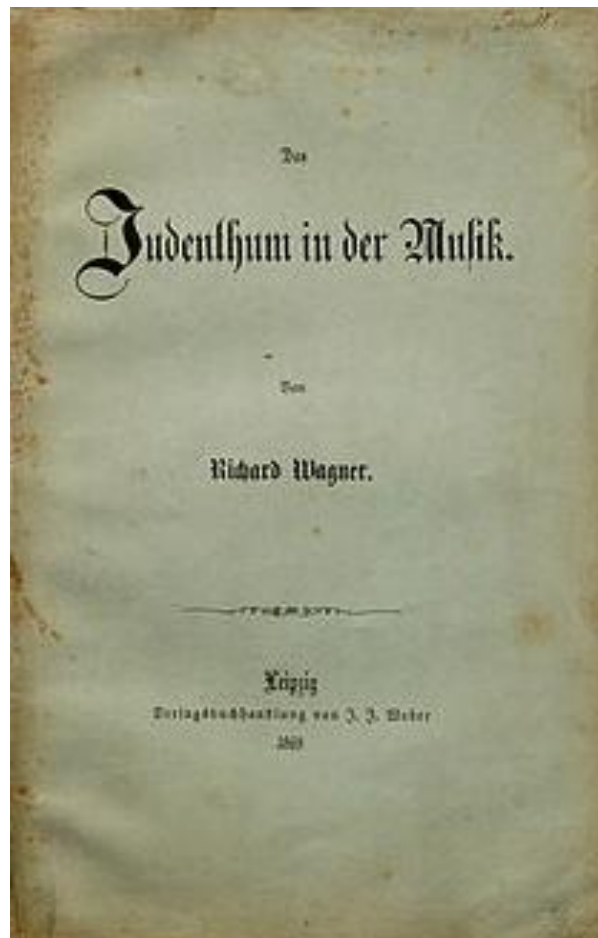 Das
Judenthum in der Musik.
Von
Richard Wagner.
Leipzig
Verlagsbuchhandlung von J. J. Weber
1869